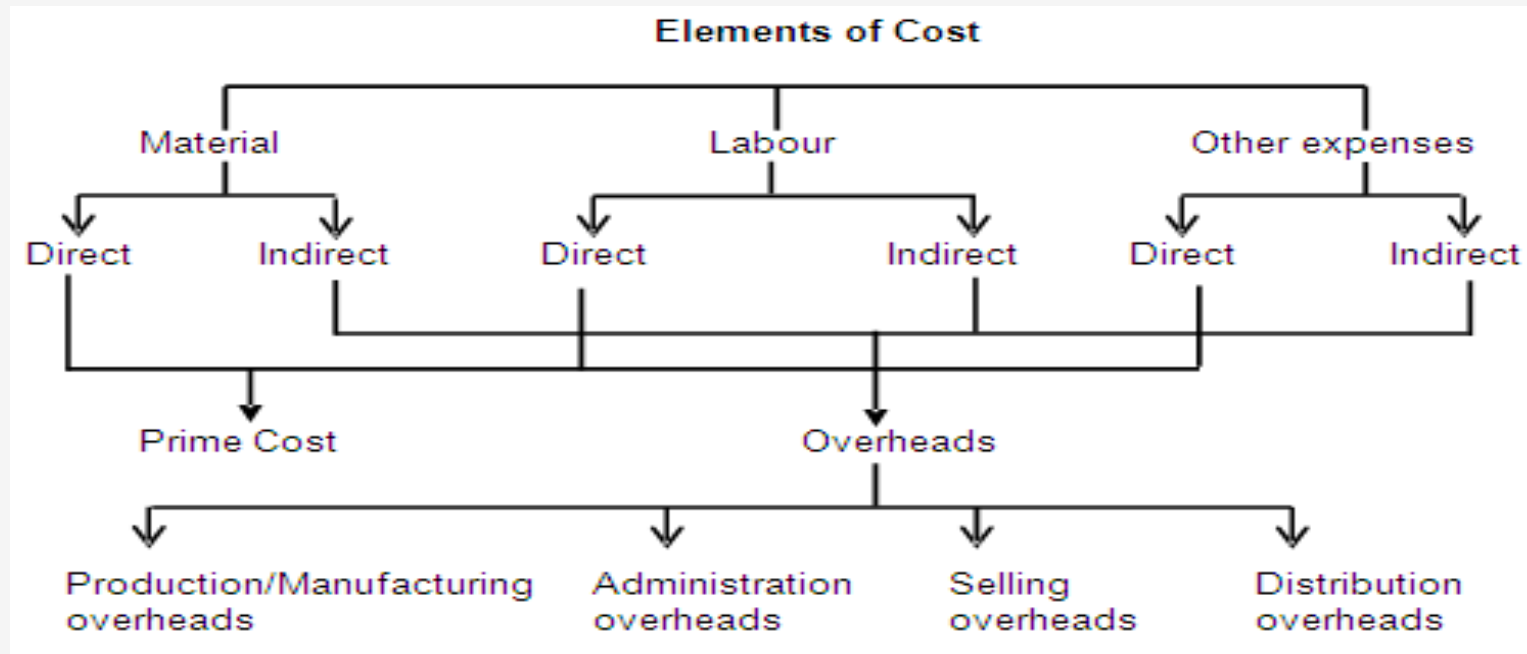 Elements of Cost
Material Labour Other expenses
Direct Indirect Direct Indirect Direct Indirect
Prime Cost Overheads
Production/Manufacturing Administration Selling Distribution
overheads overheads overheads overheads